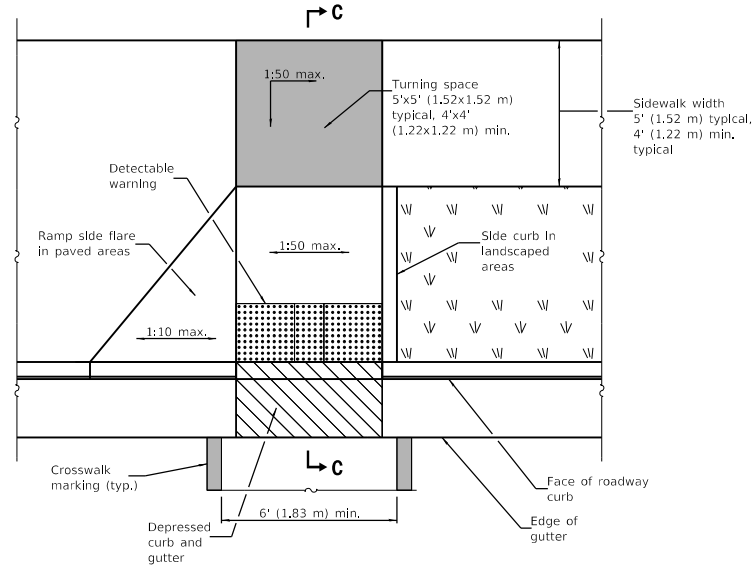 C
1:50 max.
Turning space
5'x5' (1.52x1.52 m)
typical, 4'x4'
(1.22x1.22 m) min.
Sidewalk width
5' (1.52 m) typical,
4' (1.22 m) min.
typical
Detectable
warning
Ramp side flare
in paved areas
1:50 max.
Side curb in
landscaped
areas
1:10 max.
C
Crosswalk
marking (typ.)
6' (1.83 m) min.
Depressed
curb and
gutter
Face of roadway
curb
Edge of
gutter